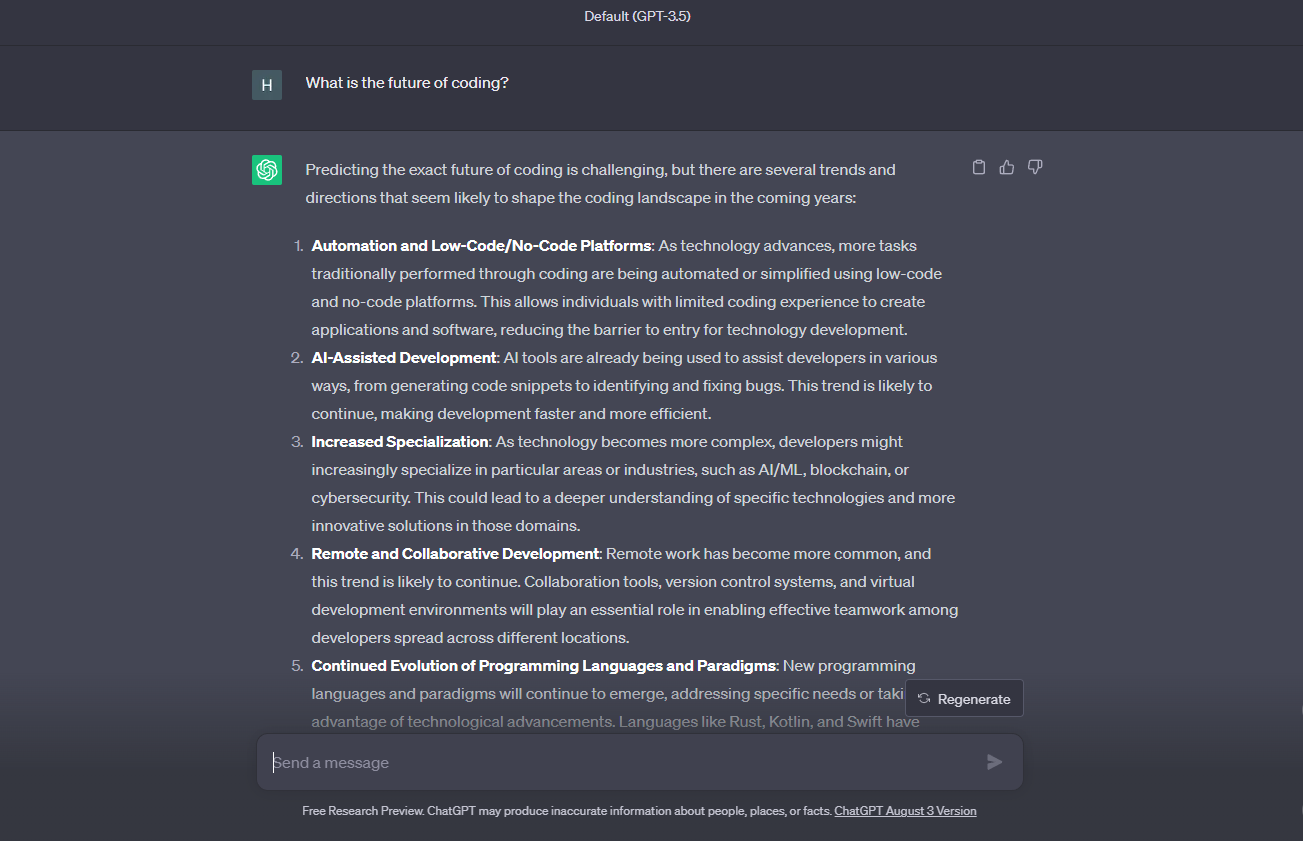 Default (GPT-3.5)
H
What is the future of coding?
Predicting the exact future of coding is challenging, but there are several trends and
directions that seem likely to shape the coding landscape in the coming years:
1. Automation and Low-Code/No-Code Platforms: As technology advances, more tasks
traditionally performed through coding are being automated or simplified using low-code
and no-code platforms. This allows individuals with limited coding experience to create
applications and software, reducing the barrier to entry for technology development.
2. AI-Assisted Development: AI tools are already being used to assist developers in various
ways, from generating code snippets to identifying and fixing bugs. This trend is likely to
continue, making development faster and more efficient.
3. Increased Specialization: As technology becomes more complex, developers might
increasingly specialize in particular areas or industries, such as AI/ML, blockchain, or
cybersecurity. This could lead to a deeper understanding of specific technologies and more
innovative solutions in those domains.
4. Remote and Collaborative Development: Remote work has become more common, and
this trend is likely to continue. Collaboration tools, version control systems, and virtual
development environments will play an essential role in enabling effective teamwork among
developers spread across different locations.
5. Continued Evolution of Programming Languages and Paradigms: New programming
languages and paradigms will continue to emerge, addressing specific needs or taki
Regenerate
advantage of technological advancements. Languages like Rust, Kotlin, and Swift have
Send a message
Free Research Preview. ChatGPT may produce inaccurate information about people, places, or facts. ChatGPT August 3 Version